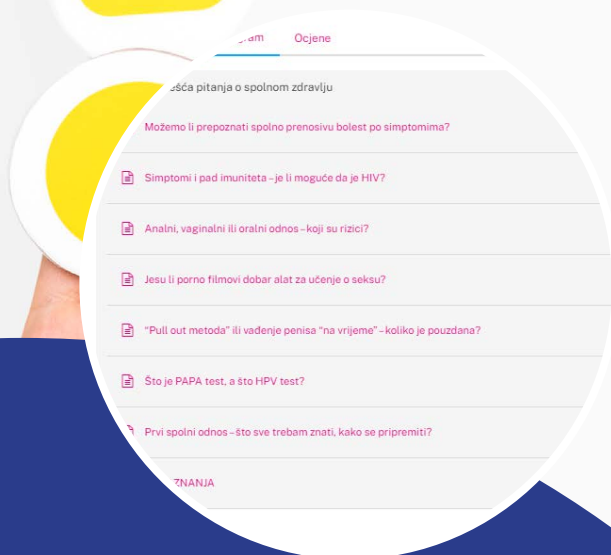 Ocjene
pitanja o spolnom zdravlju
Možemo li prepoznati spolno prenosivu bolest po simptomima?
Simptomi i pad imuniteta – je li moguće da je HIV?
Analni, vaginalni ili oralni odnos – koji su rizici?
Jesu li porno filmovi dobar alat za učenje o seksu?
“Pull out metoda” ili vađenje penisa “na vrijeme” – koliko je pouzdana?
Što je PAPA test, a što HPV test?
Prvi spolni odnos – što sve trebam znati, kako se pripremiti?
ZNANJA